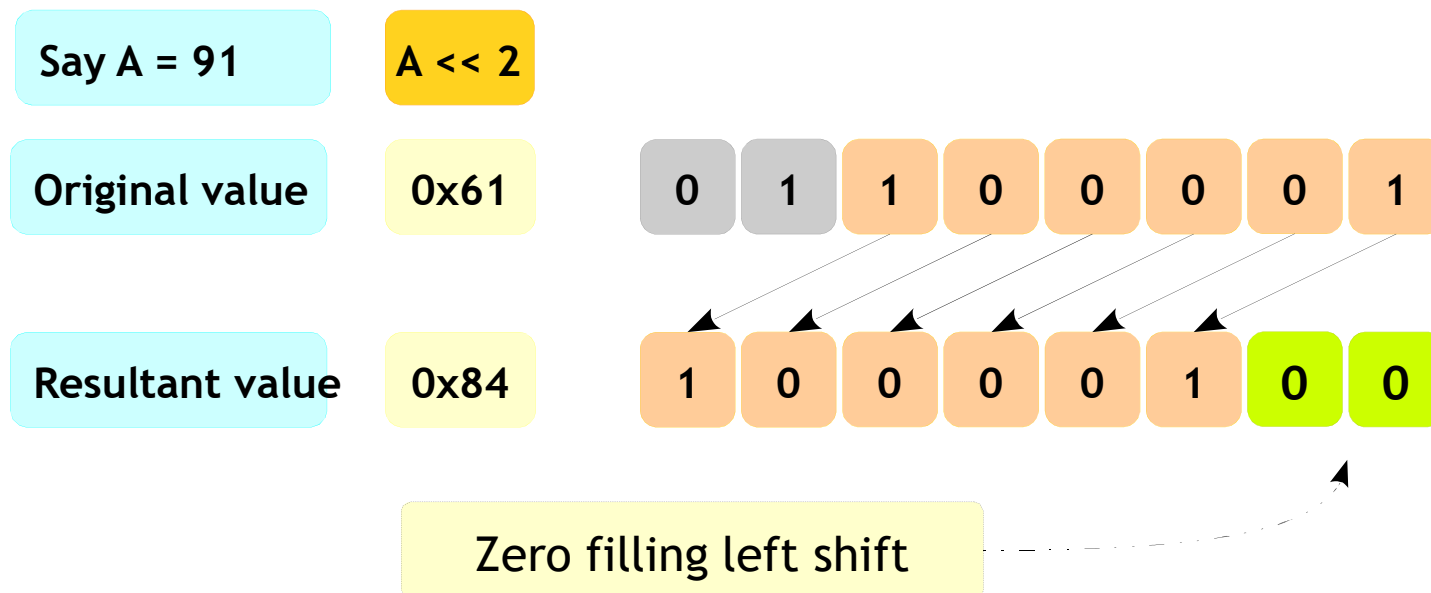 Say A = 91 A << 2
Original value 0x61 0 1 1 0 0 0 0 1
Resultant value 0x84 1 0 0 0 0 1 0 0
Zero filling left shift